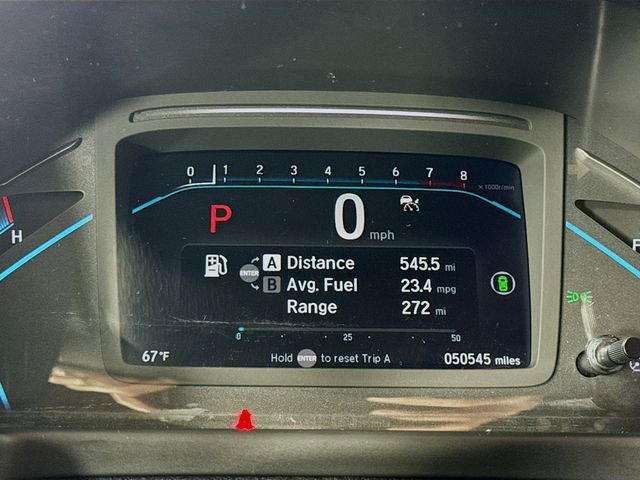 0 1 2 3 4 5 6 7 8
x1000r/min
P
0 mph
A Distance 545.5 mi
ENTER
B Avg. Fuel 23.4 mpg
Range 272 mi
0 25 50
67°F
Hold ENTER to reset Trip A
050545 miles
H
F